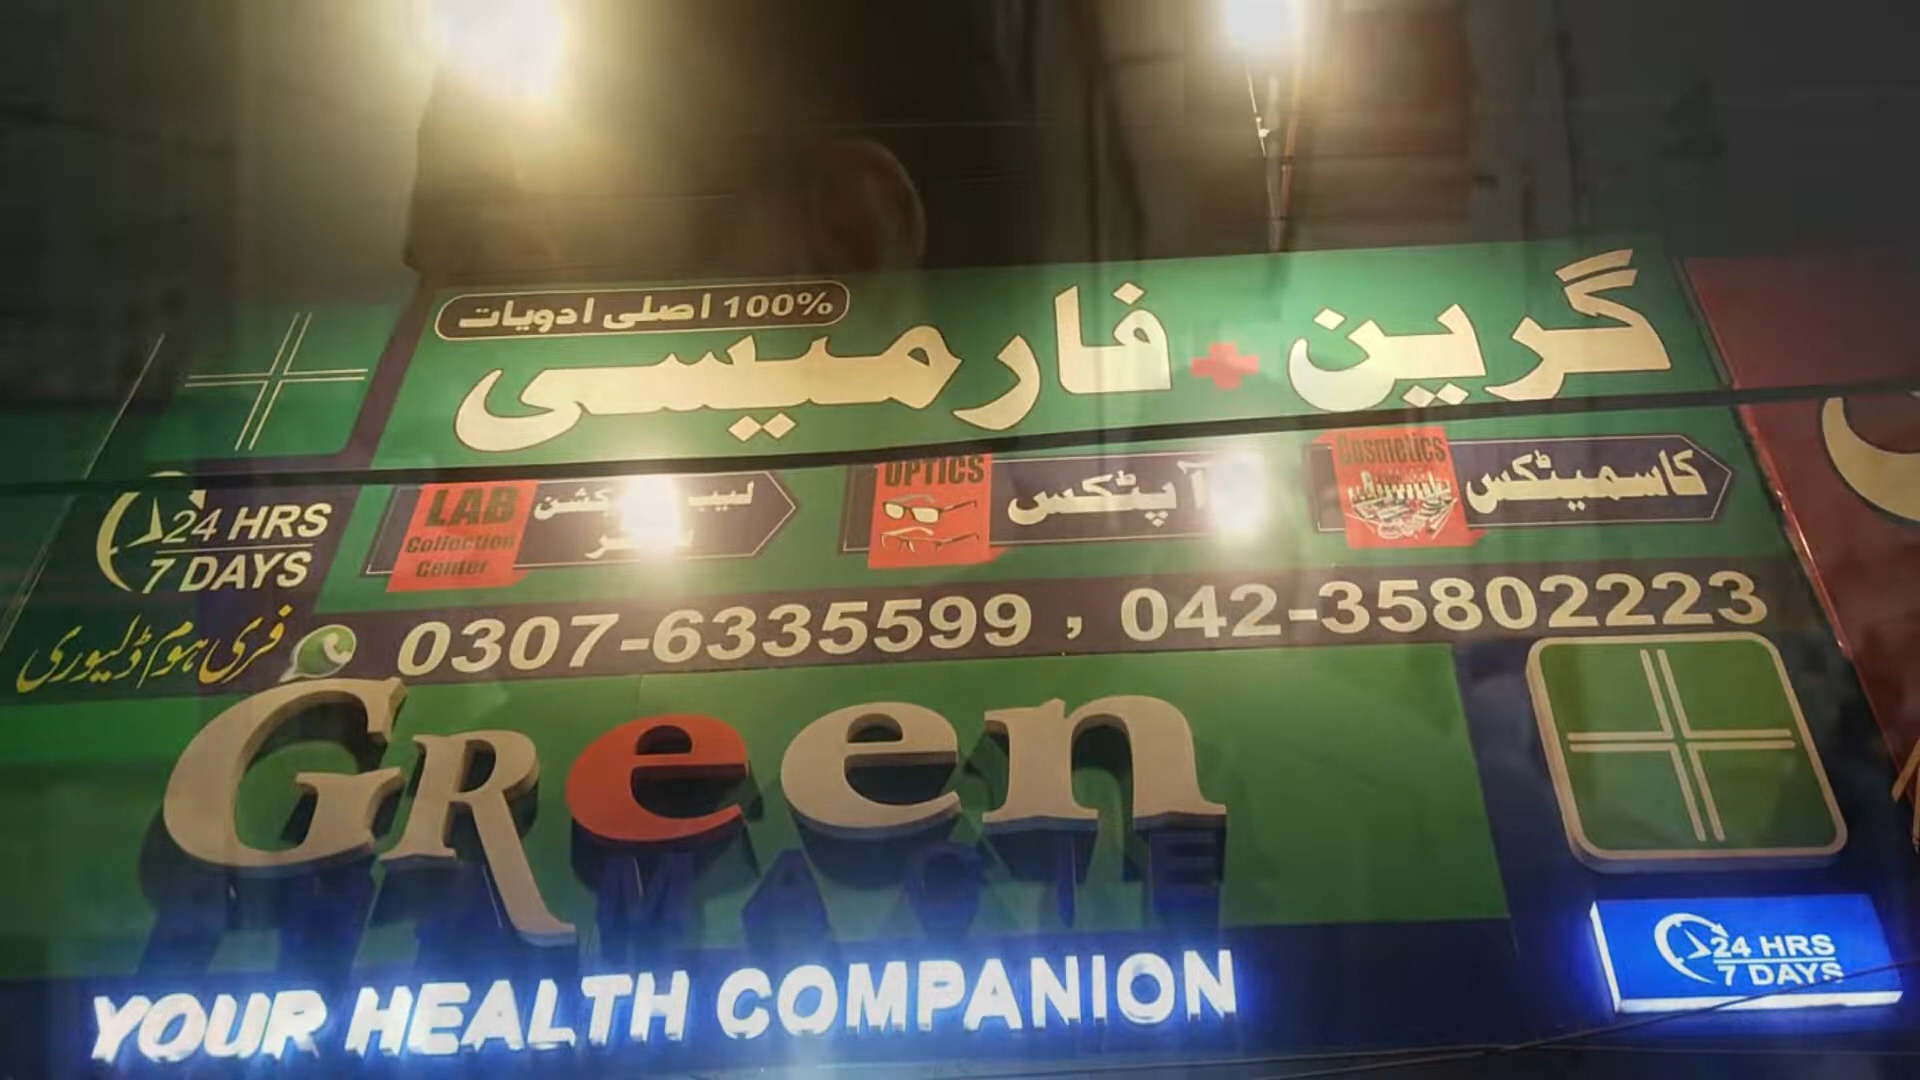 100% اصلی ادویات
گرین فارمیسی
24 HRS
7 DAYS
LAB
Collection
Center
لیب
OPTICS
آپٹکس
Cosmetics
کاسمیٹکس
فری ہوم ڈلیوری
0307-6335599 , 042-35802223
Green
YOUR HEALTH COMPANION
24 HRS
7 DAYS